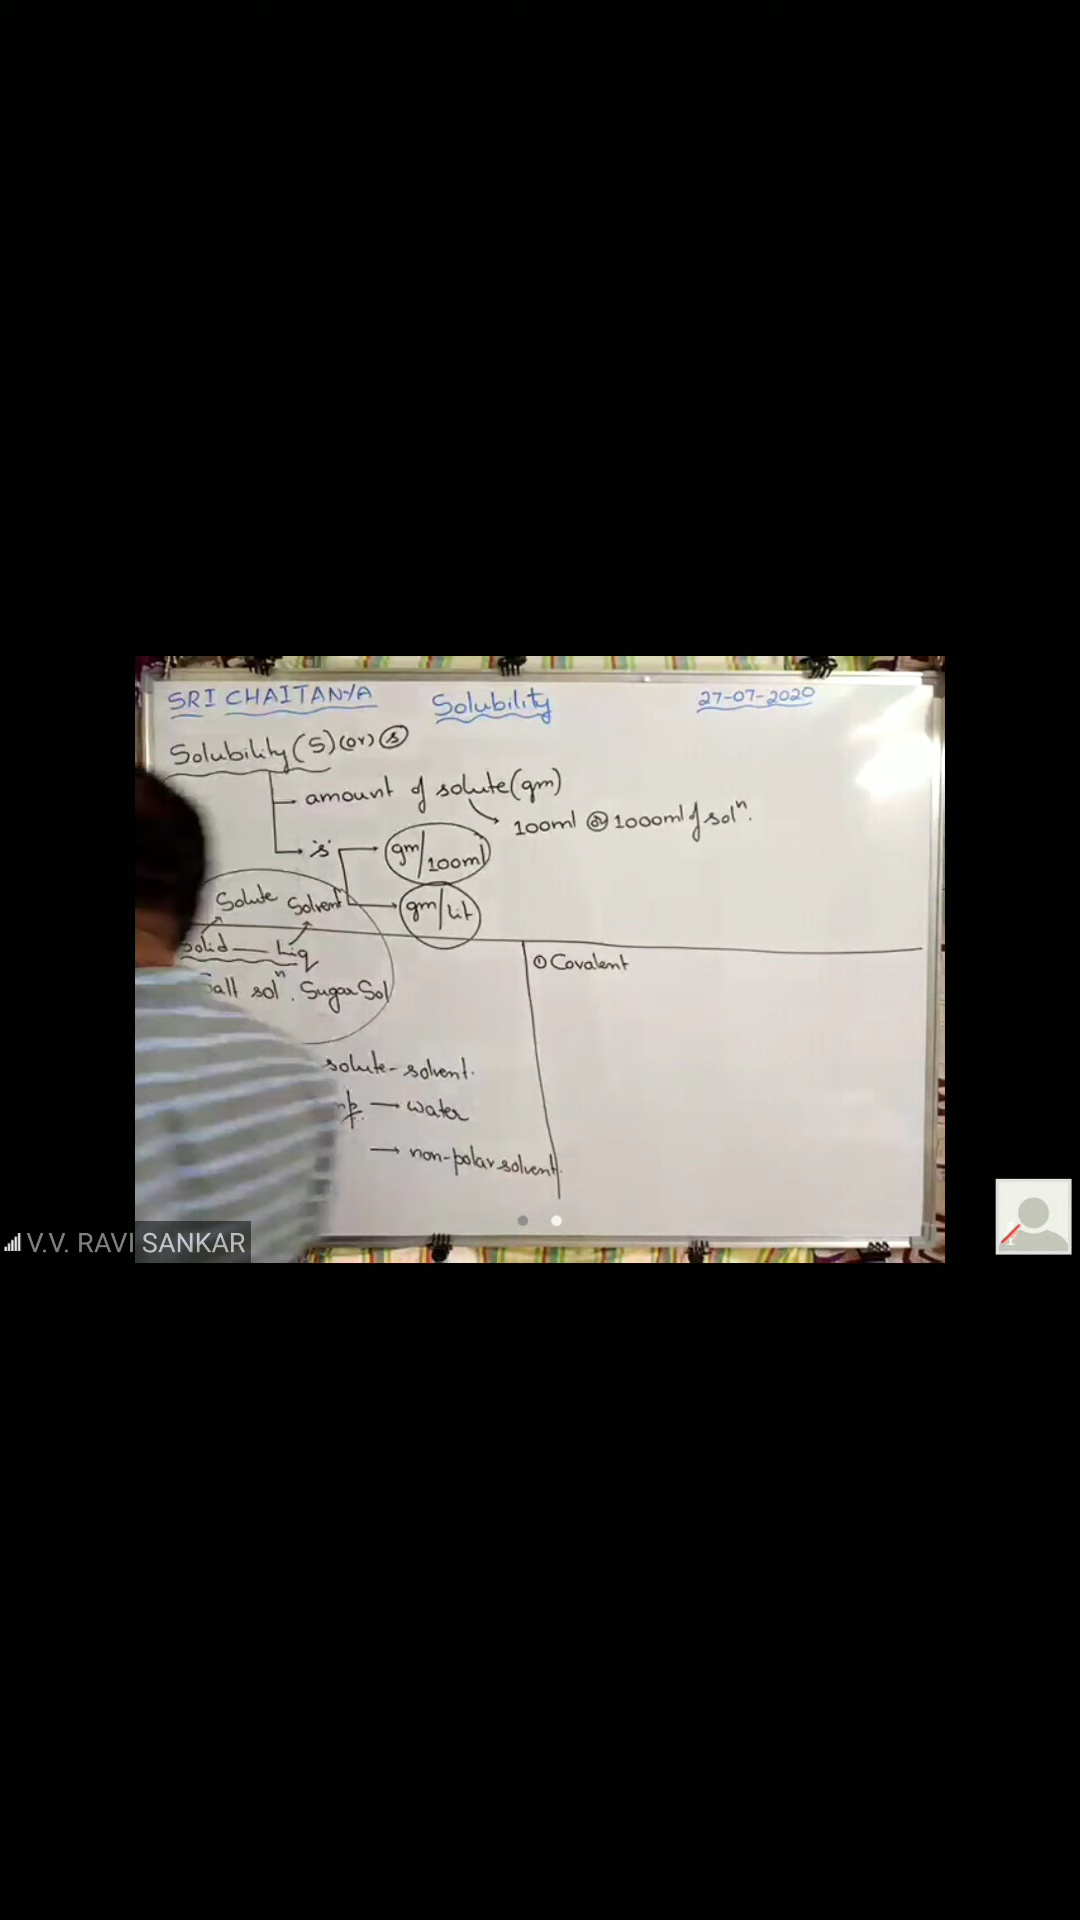 SRI CHAITANYA Solubility 27-07-2020
Solubility (S) (or) s
amount of solute (gm)
100ml or 1000ml of solⁿ.
's' gm/100ml
gm/Lit
Solute Solvent
Solid — Liq
Salt solⁿ. Sugar Sol
① Covalent
solute - solvent.
→ water
→ non-polar solvent.
V.V. RAVI SANKAR